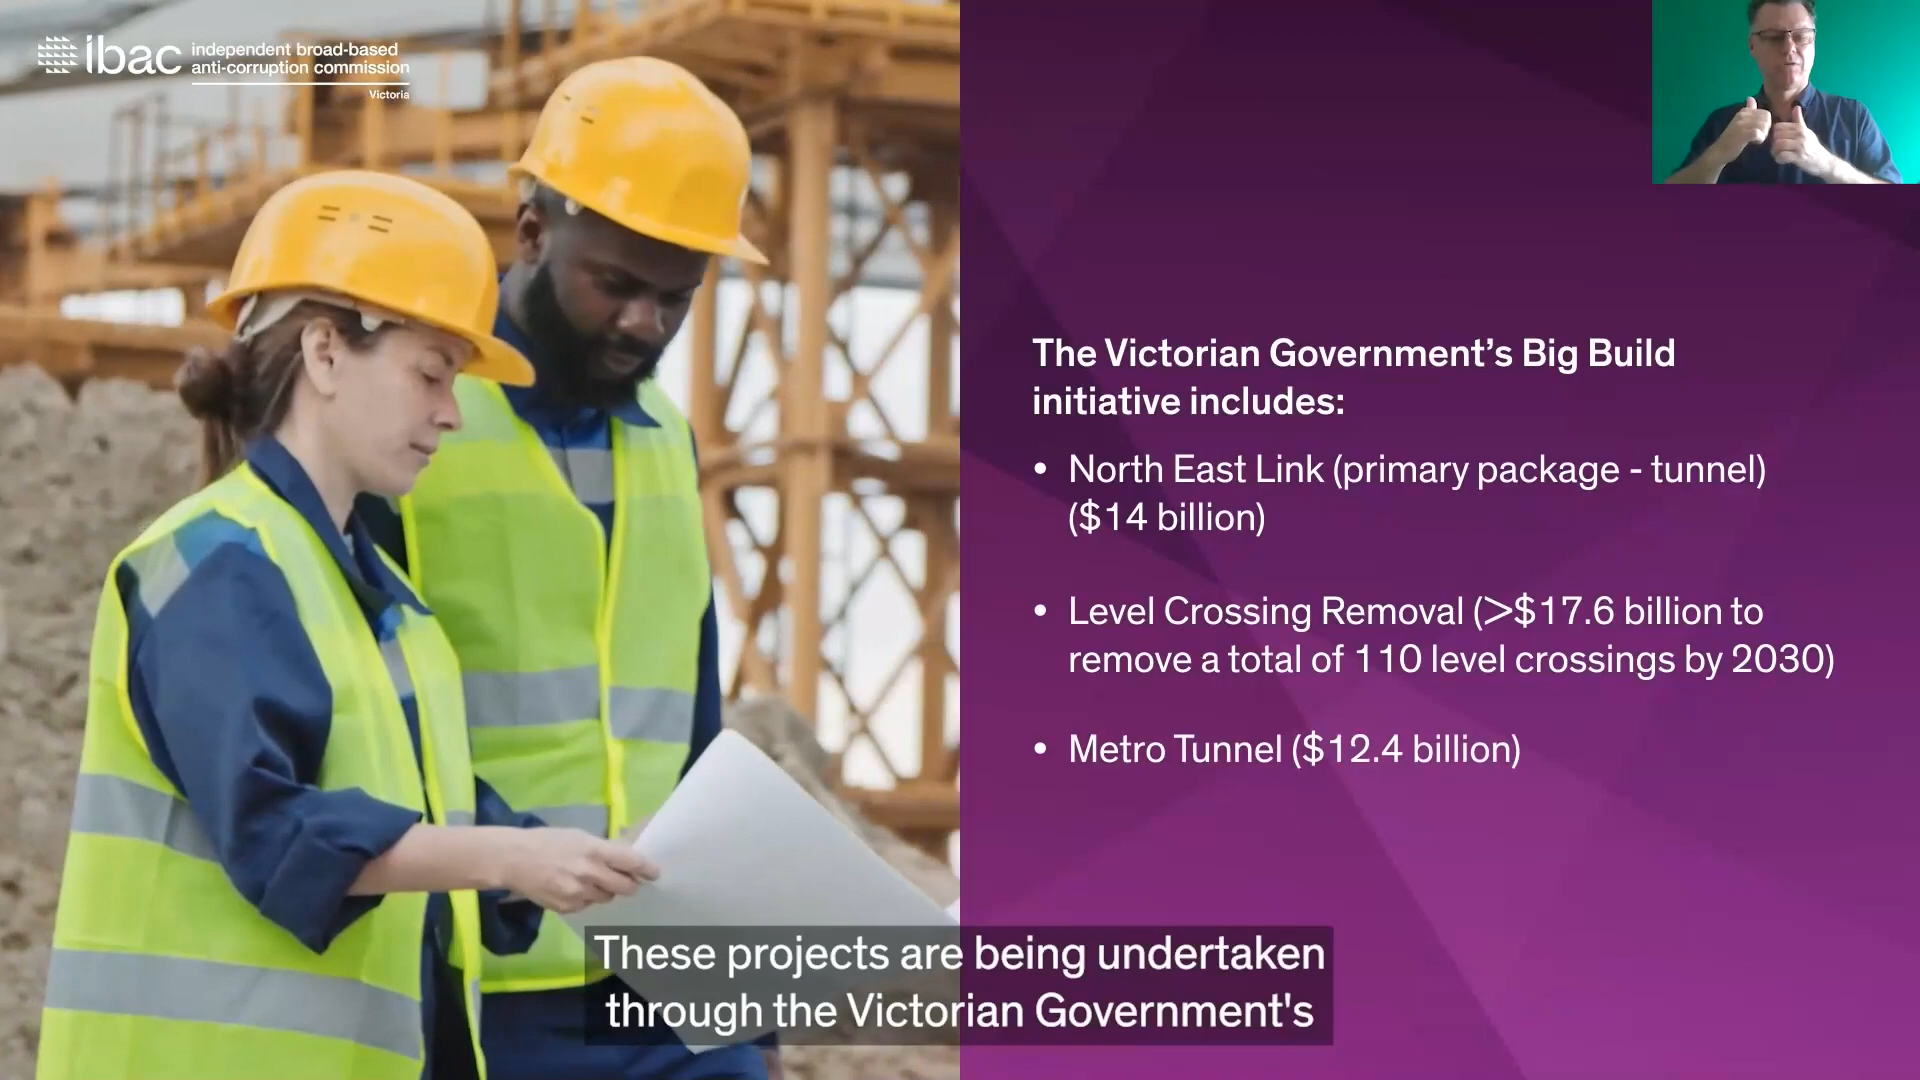 ibac
independent broad-based
anti-corruption commission
Victoria
The Victorian Government’s Big Build
initiative includes:
• North East Link (primary package - tunnel)
($14 billion)
• Level Crossing Removal (>$17.6 billion to
remove a total of 110 level crossings by 2030)
• Metro Tunnel ($12.4 billion)
These projects are being undertaken
through the Victorian Government's